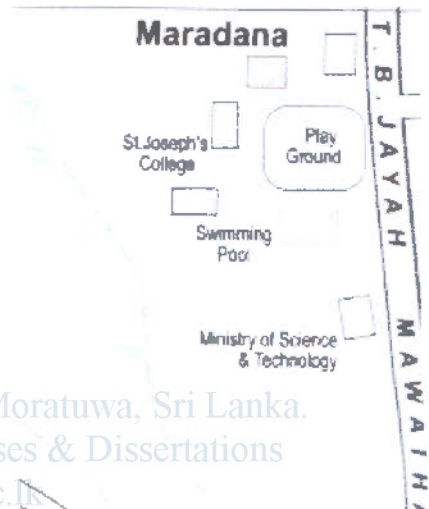 Maradana
T. B. JAYAH MAWATHA
Play
Ground
St.Joseph's
College
Swimming
Pool
Ministry of Science
& Technology
Moratuwa, Sri Lanka.
ses & Dissertations
c.lk